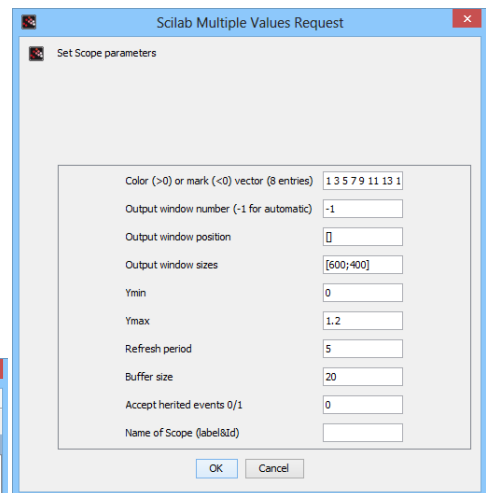 Scilab Multiple Values Request
Set Scope parameters
Color (>0) or mark (<0) vector (8 entries) 1 3 5 7 9 11 13 1
Output window number (-1 for automatic) -1
Output window position []
Output window sizes [600;400]
Ymin 0
Ymax 1.2
Refresh period 5
Buffer size 20
Accept herited events 0/1 0
Name of Scope (label&Id)
OK Cancel